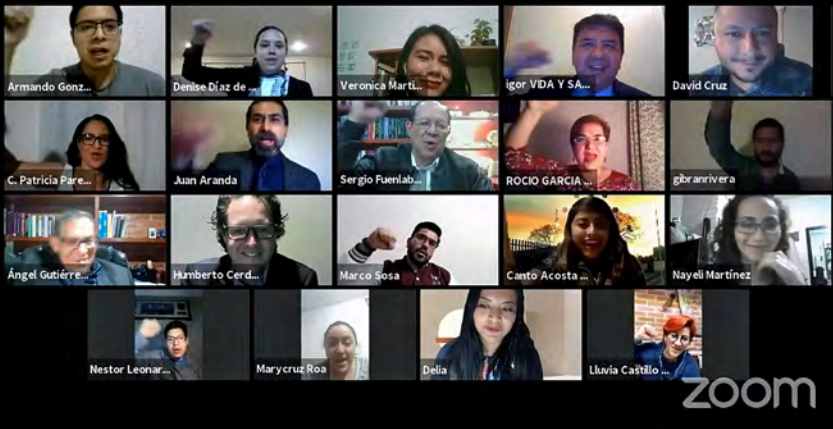 Armando Gonz...
Denise Díaz de ...
Veronica Martí...
igor VIDA Y SA...
David Cruz
C. Patricia Pare...
Juan Aranda
Sergio Fuenlab...
ROCIO GARCIA ...
gibranrivera
Ángel Gutiérre...
Humberto Cerd...
Marco Sosa
Canto Acosta ...
Nayeli Martínez
Nestor Leonar...
Marycruz Roa
Delia
Lluvia Castillo ...
zoom